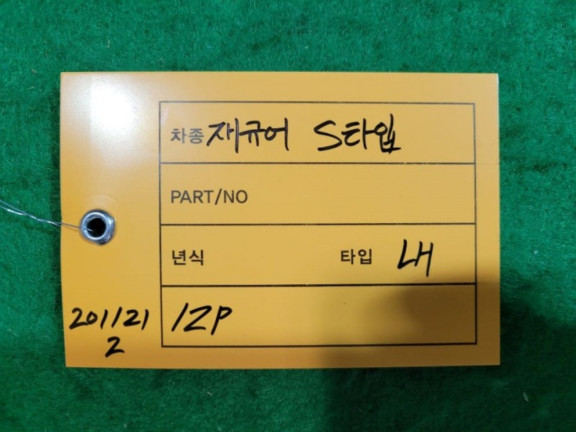 차종 재규어 S타입
PART/NO
년식 타입 LH
201121 12P
2